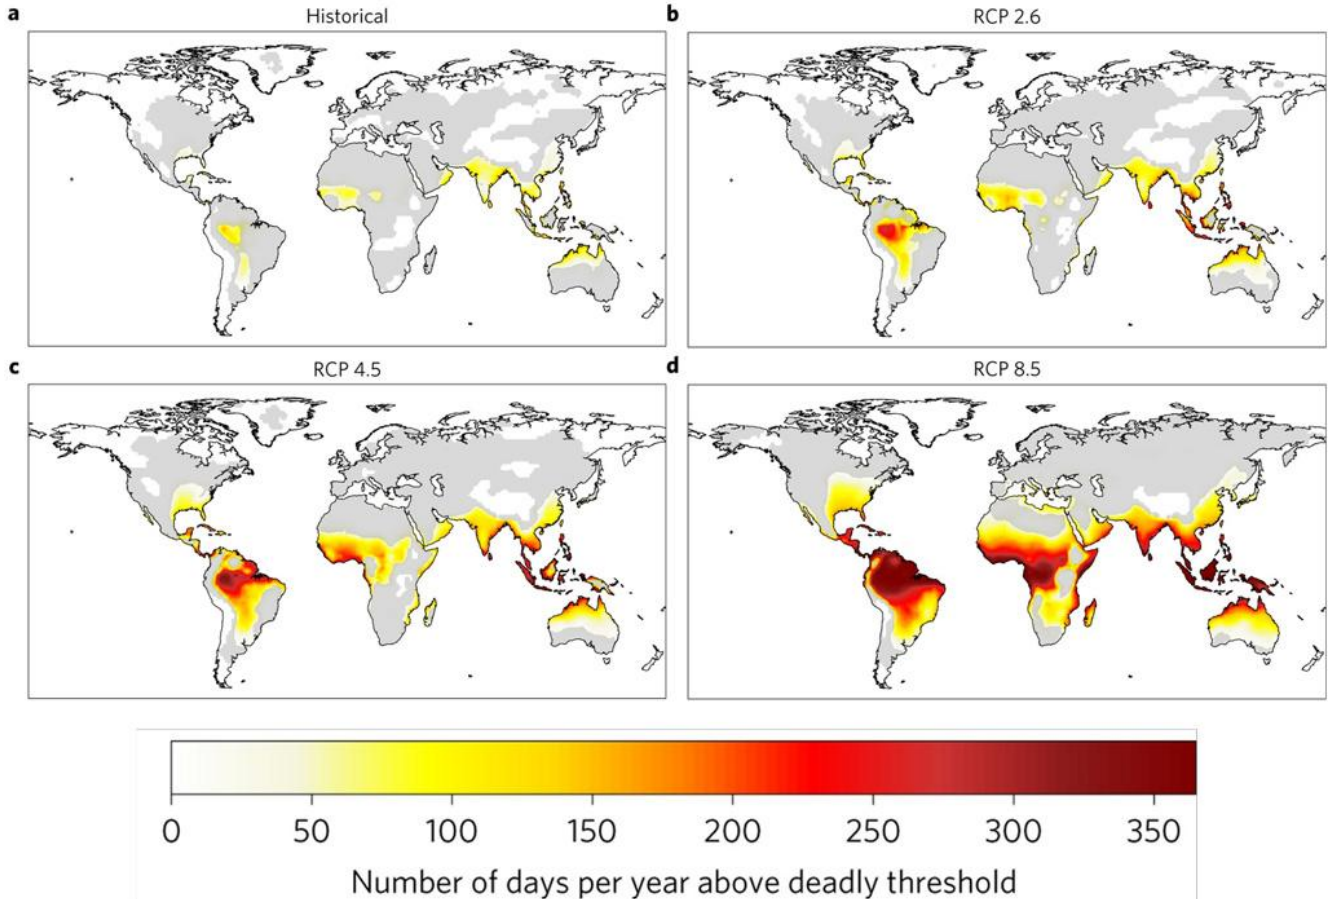 a Historical
b RCP 2.6
c RCP 4.5
d RCP 8.5
0 50 100 150 200 250 300 350
Number of days per year above deadly threshold